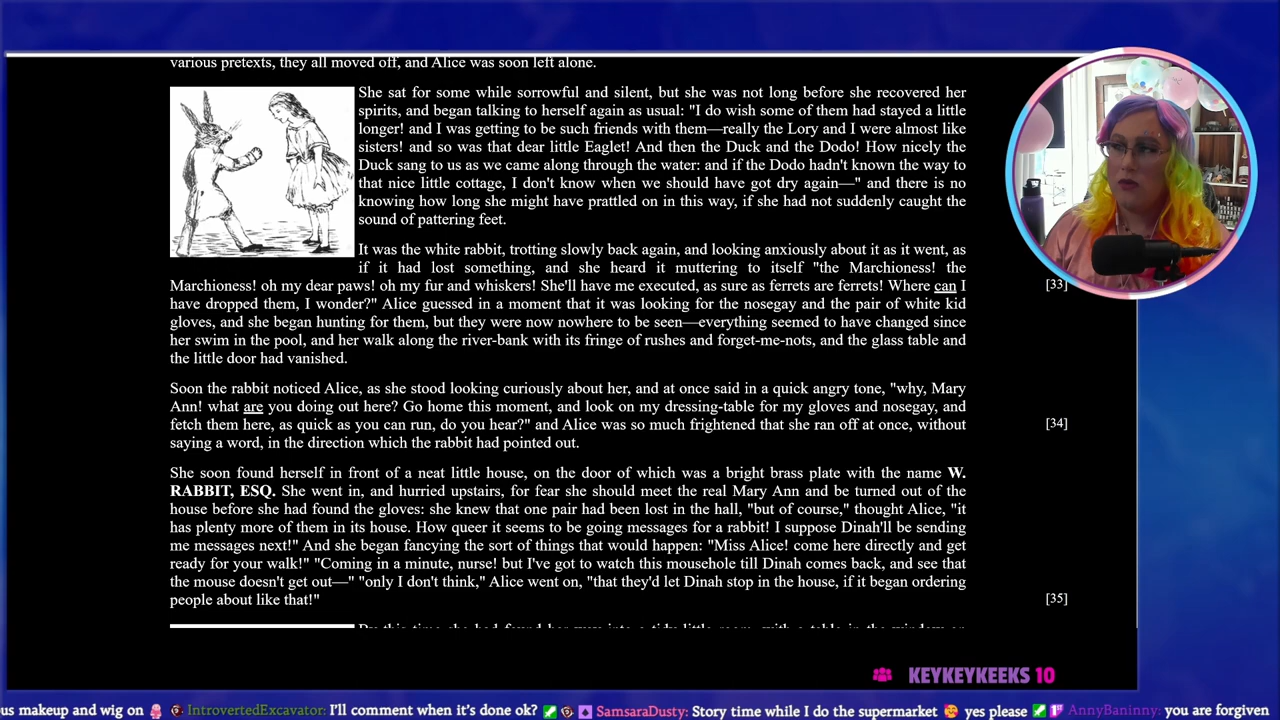 various pretexts, they all moved off, and Alice was soon left alone.
She sat for some while sorrowful and silent, but she was not long before she recovered her
spirits, and began talking to herself again as usual: "I do wish some of them had stayed a little
longer! and I was getting to be such friends with them—really the Lory and I were almost like
sisters! and so was that dear little Eaglet! And then the Duck and the Dodo! How nicely the
Duck sang to us as we came along through the water: and if the Dodo hadn't known the way to
that nice little cottage, I don't know when we should have got dry again—" and there is no
knowing how long she might have prattled on in this way, if she had not suddenly caught the
sound of pattering feet.
It was the white rabbit, trotting slowly back again, and looking anxiously about it as it went, as
if it had lost something, and she heard it muttering to itself "the Marchioness! the
Marchioness! oh my dear paws! oh my fur and whiskers! She'll have me executed, as sure as ferrets are ferrets! Where can I
[33]
have dropped them, I wonder?" Alice guessed in a moment that it was looking for the nosegay and the pair of white kid
gloves, and she began hunting for them, but they were now nowhere to be seen—everything seemed to have changed since
her swim in the pool, and her walk along the river-bank with its fringe of rushes and forget-me-nots, and the glass table and
the little door had vanished.
Soon the rabbit noticed Alice, as she stood looking curiously about her, and at once said in a quick angry tone, "why, Mary
Ann! what are you doing out here? Go home this moment, and look on my dressing-table for my gloves and nosegay, and
fetch them here, as quick as you can run, do you hear?" and Alice was so much frightened that she ran off at once, without
[34]
saying a word, in the direction which the rabbit had pointed out.
She soon found herself in front of a neat little house, on the door of which was a bright brass plate with the name W.
RABBIT, ESQ. She went in, and hurried upstairs, for fear she should meet the real Mary Ann and be turned out of the
house before she had found the gloves: she knew that one pair had been lost in the hall, "but of course," thought Alice, "it
has plenty more of them in its house. How queer it seems to be going messages for a rabbit! I suppose Dinah'll be sending
me messages next!" And she began fancying the sort of things that would happen: "Miss Alice! come here directly and get
ready for your walk!" "Coming in a minute, nurse! but I've got to watch this mousehole till Dinah comes back, and see that
the mouse doesn't get out—" "only I don't think," Alice went on, "that they'd let Dinah stop in the house, if it began ordering
people about like that!"
[35]
By this time she had found her way into a tidy little room, with a table in the window on
KEYKEYKEEKS 10
us makeup and wig on IntrovertedExcavator: I'll comment when it's done ok? SamsaraDusty: Story time while I do the supermarket yes please AnnyBaninny: you are forgiven